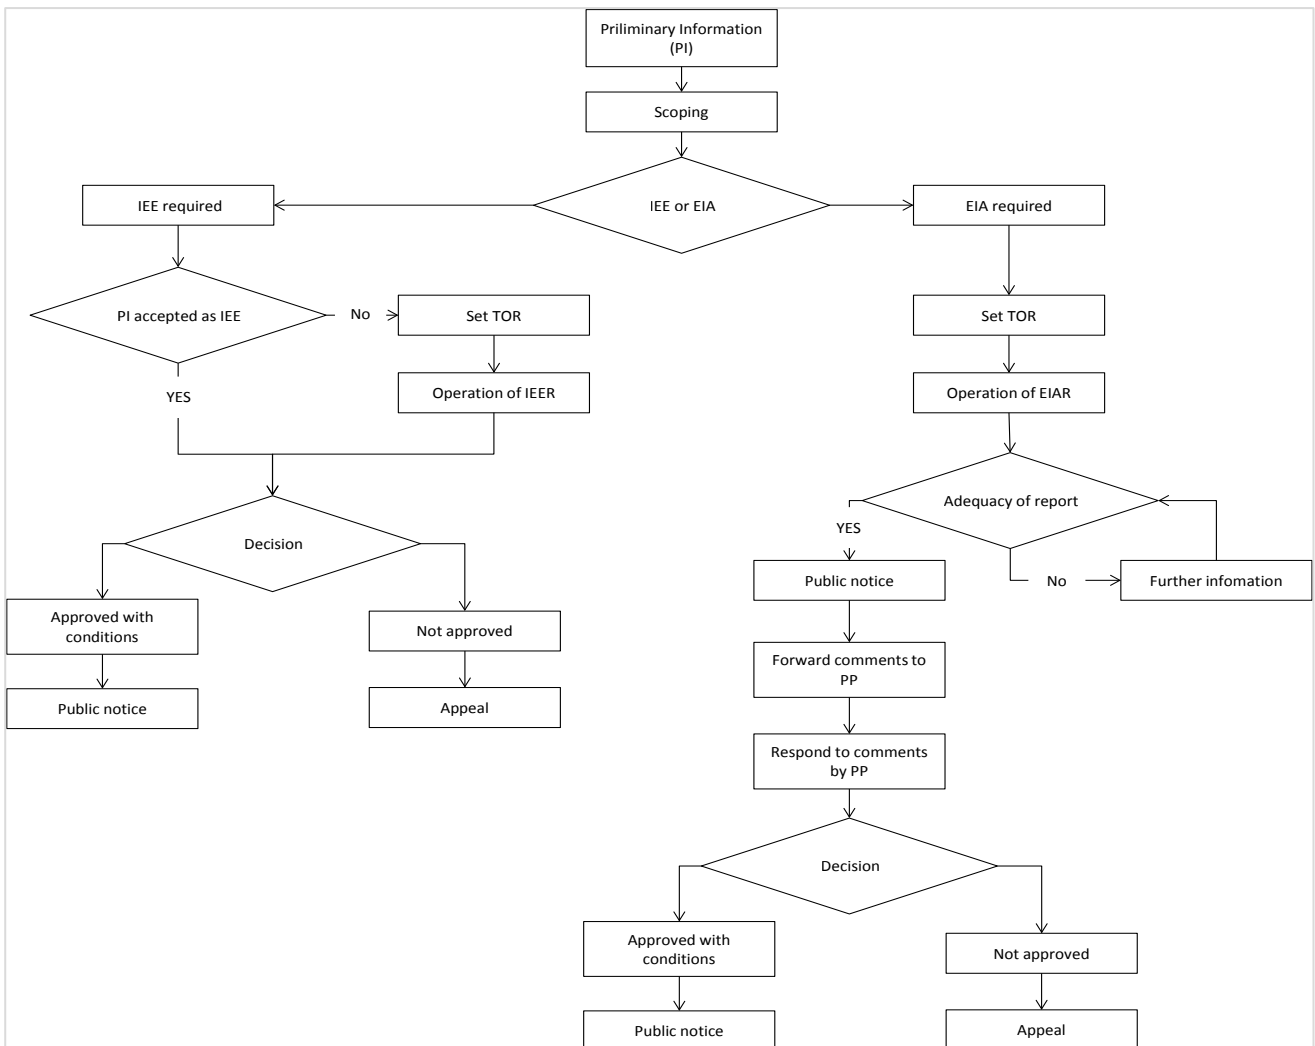 Priliminary Information
(PI)
Scoping
IEE or EIA
IEE required
EIA required
PI accepted as IEE
No
Set TOR
Set TOR
YES
Operation of IEER
Operation of EIAR
Decision
Adequacy of report
YES
No
Public notice
Further infomation
Approved with
conditions
Not approved
Forward comments to
PP
Public notice
Appeal
Respond to comments
by PP
Decision
Approved with
conditions
Not approved
Public notice
Appeal